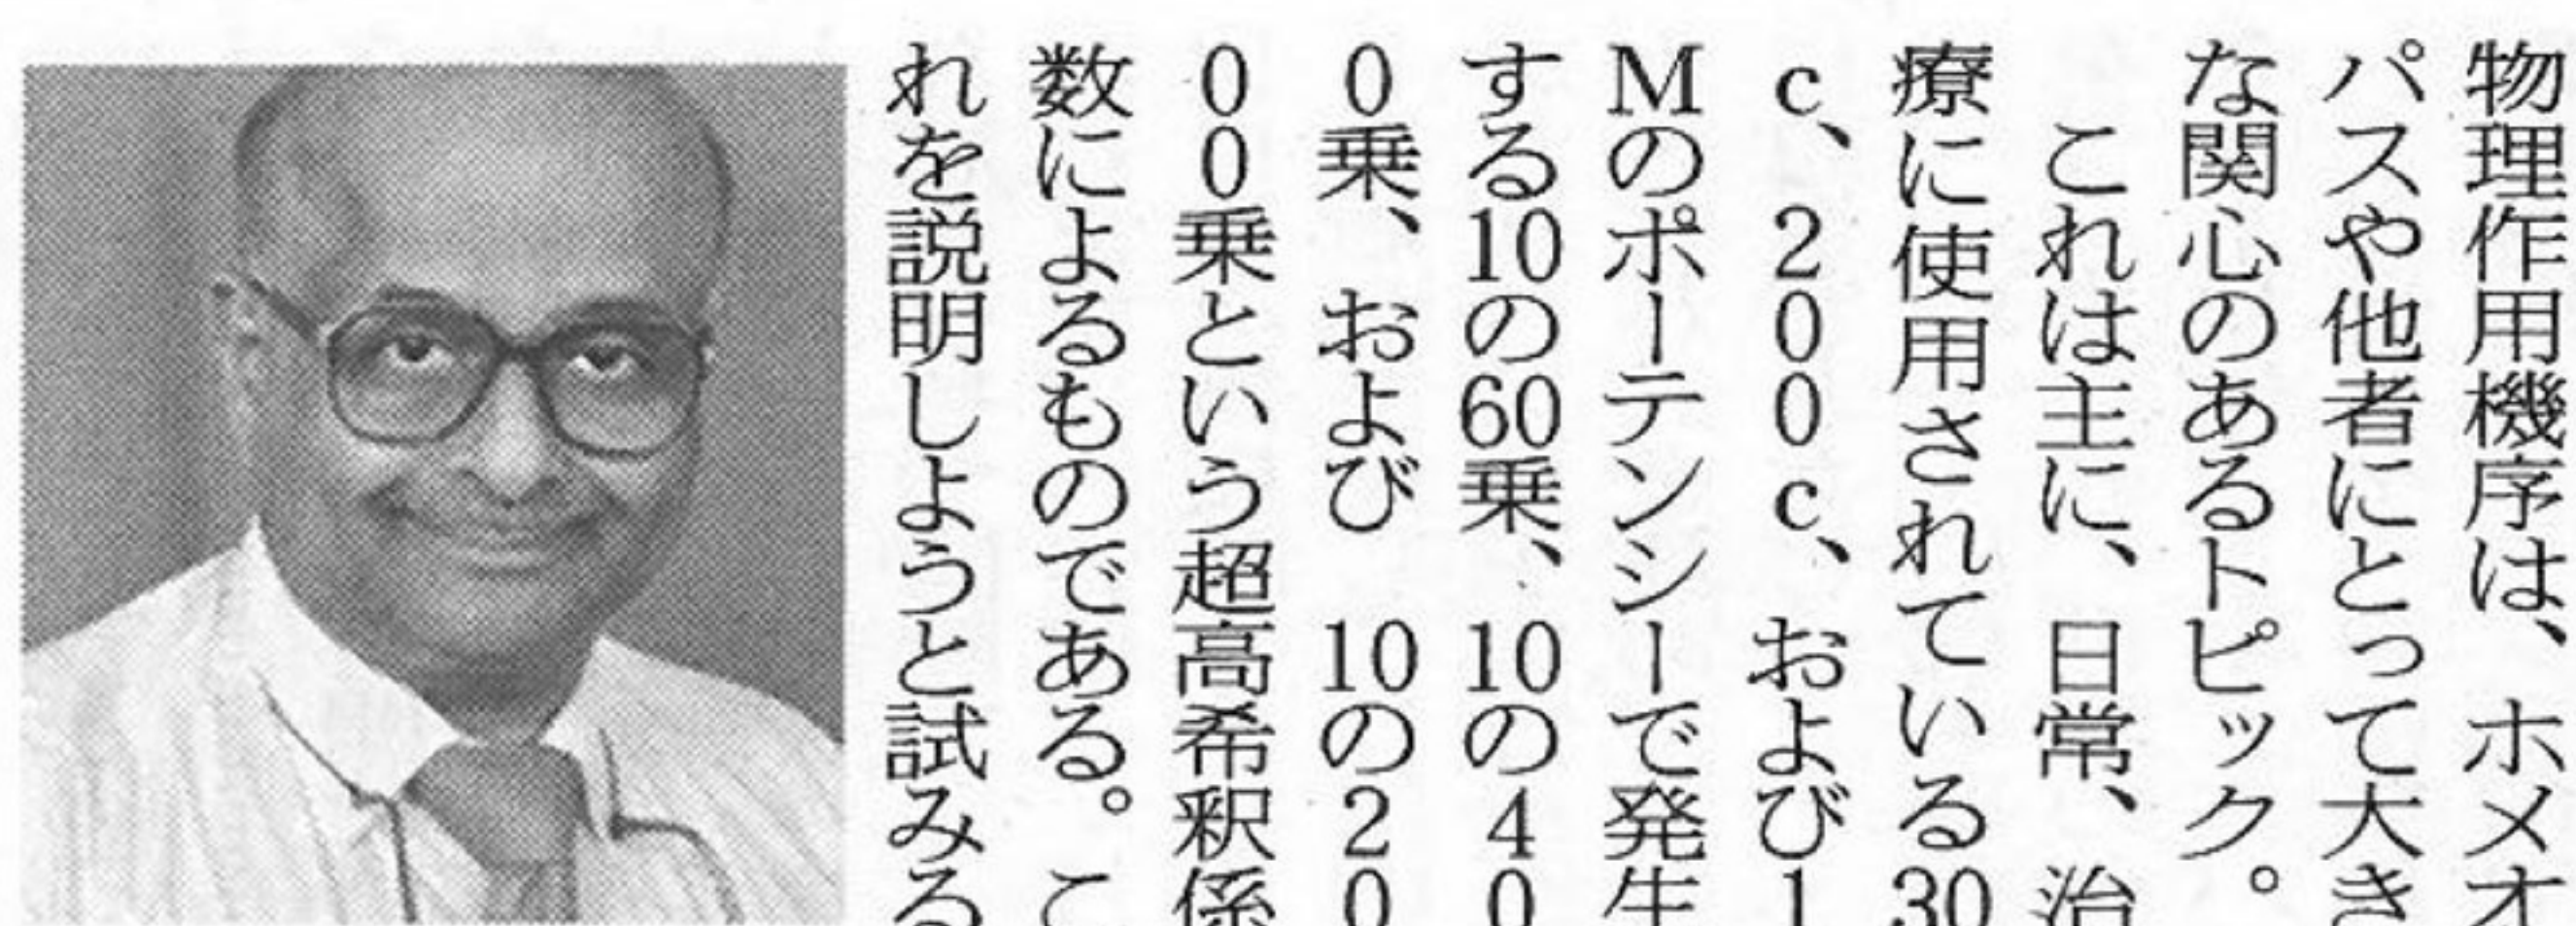 物理作用機序は、ホメオ
パスや他者にとって大き
な関心のあるトピック。
これは主に、日常、治
療に使用されている30
c、200c、および1
Mのポーテンシーで発生
する10の60乗、10の40
0乗、および 10の20
00乗という超高希釈係
数によるものである。こ
れを説明しようと試みる